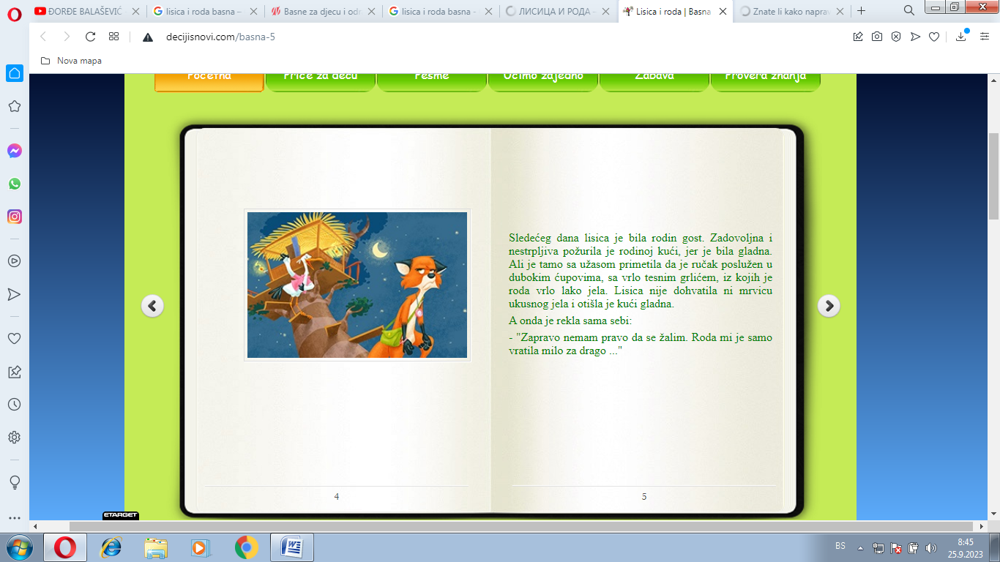 ĐORĐE BALAŠEVIĆ -
lisica i roda basna –
Basne za djecu i odr
lisica i roda basna -
ЛИСИЦА И РОДА –
Lisica i roda | Basna
Znate li kako naprav
decijisnovi.com/basna-5
Nova mapa
Početna
Priče za decu
Pesme
Učimo zajedno
Zabava
Provera znanja
Sledećeg dana lisica je bila rodin gost. Zadovoljna i
nestrpljiva požurila je rodinoj kući, jer je bila gladna.
Ali je tamo sa užasom primetila da je ručak poslužen u
dubokim ćupovima, sa vrlo tesnim grlićem, iz kojih je
roda vrlo lako jela. Lisica nije dohvatila ni mrvicu
ukusnog jela i otišla je kući gladna.
A onda je rekla sama sebi:
- "Zapravo nemam pravo da se žalim. Roda mi je samo
vratila milo za drago ..."
4
5
ETARGET
BS
8:45
25.9.2023